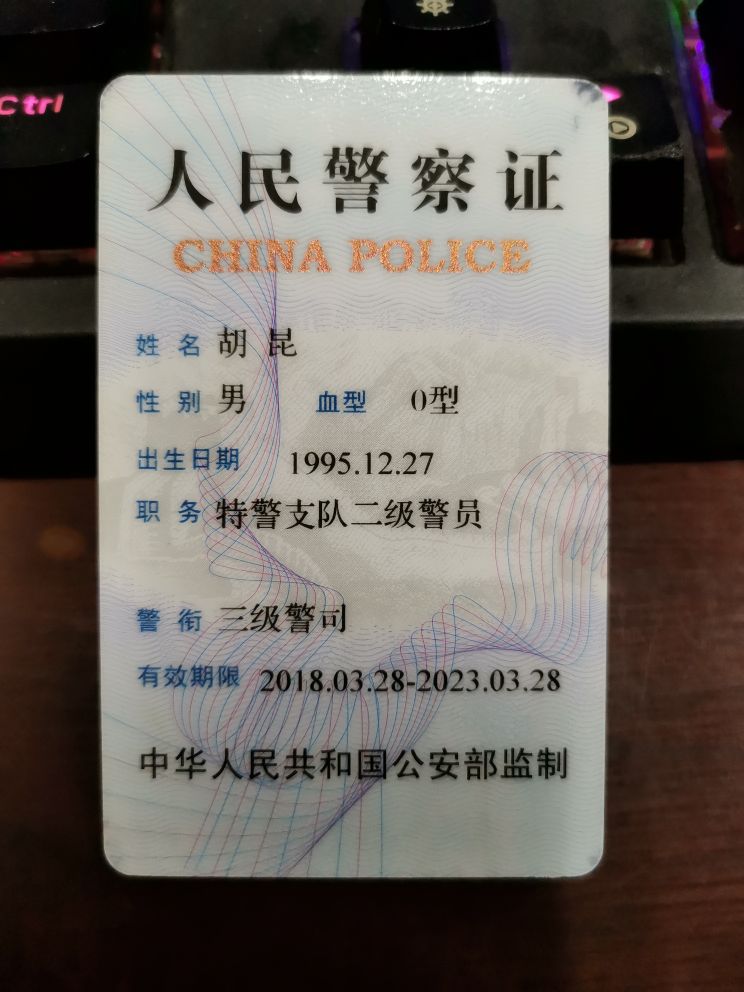 Ctrl
人民警察证
CHINA POLICE
姓名 胡昆
性别 男 血型 O型
出生日期 1995.12.27
职务 特警支队二级警员
警衔 三级警司
有效期限 2018.03.28-2023.03.28
中华人民共和国公安部监制